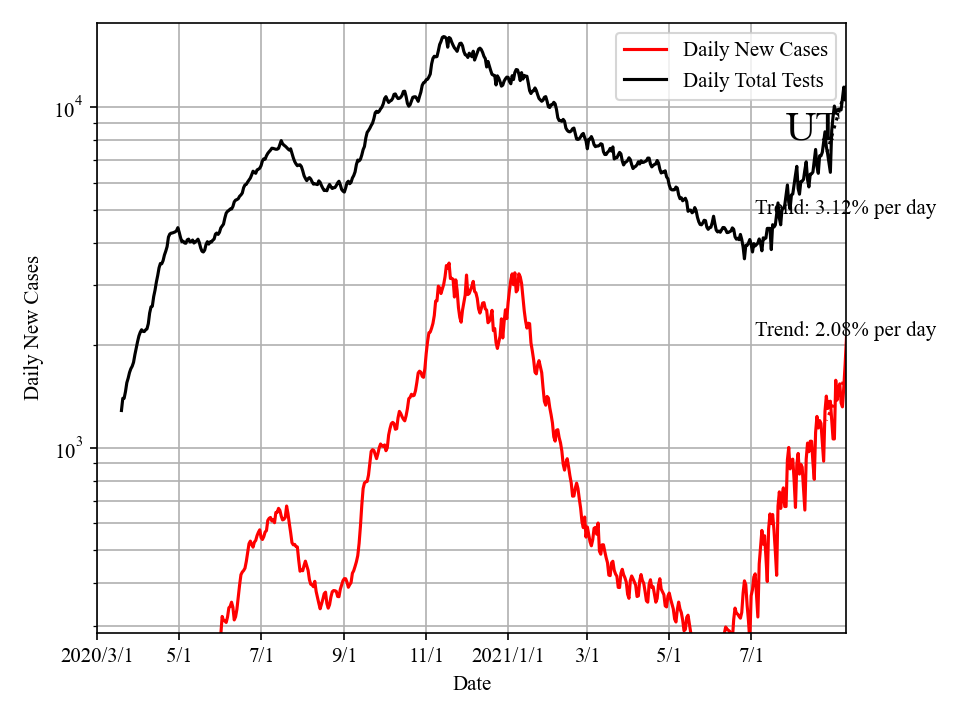 Daily New Cases
Daily Total Tests
10^4
UT
Trend: 3.12% per day
Daily New Cases
Trend: 2.08% per day
10^3
2020/3/1 5/1 7/1 9/1 11/1 2021/1/1 3/1 5/1 7/1
Date